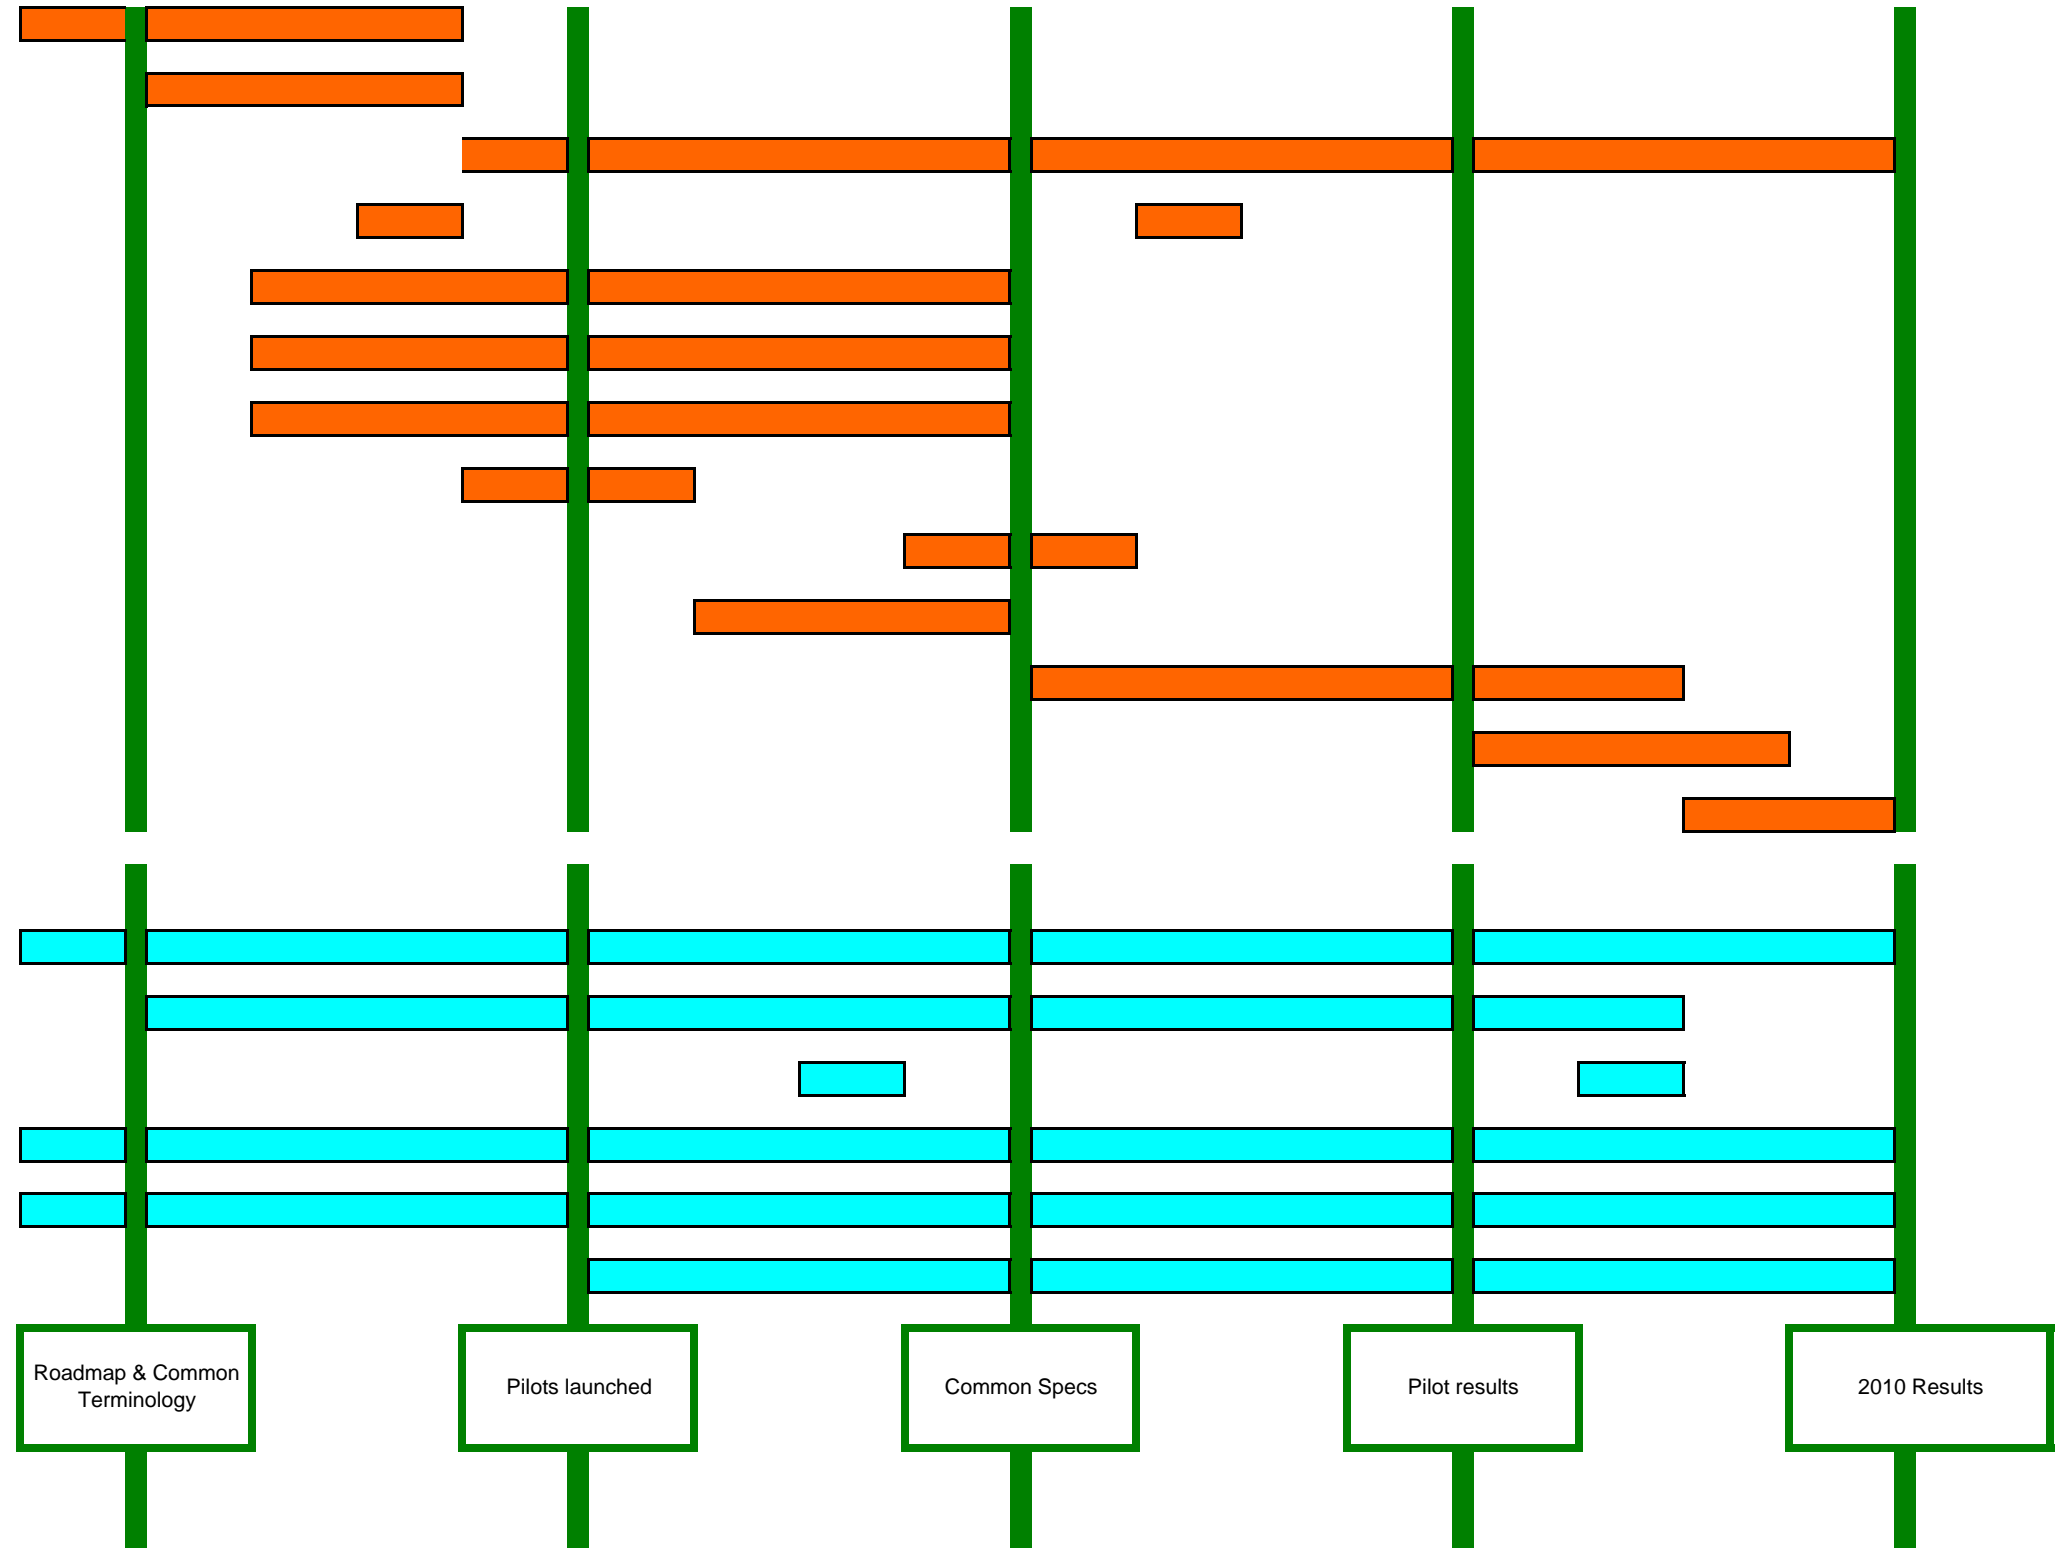 Roadmap & Common
Terminology
Pilots launched
Common Specs
Pilot results
2010 Results